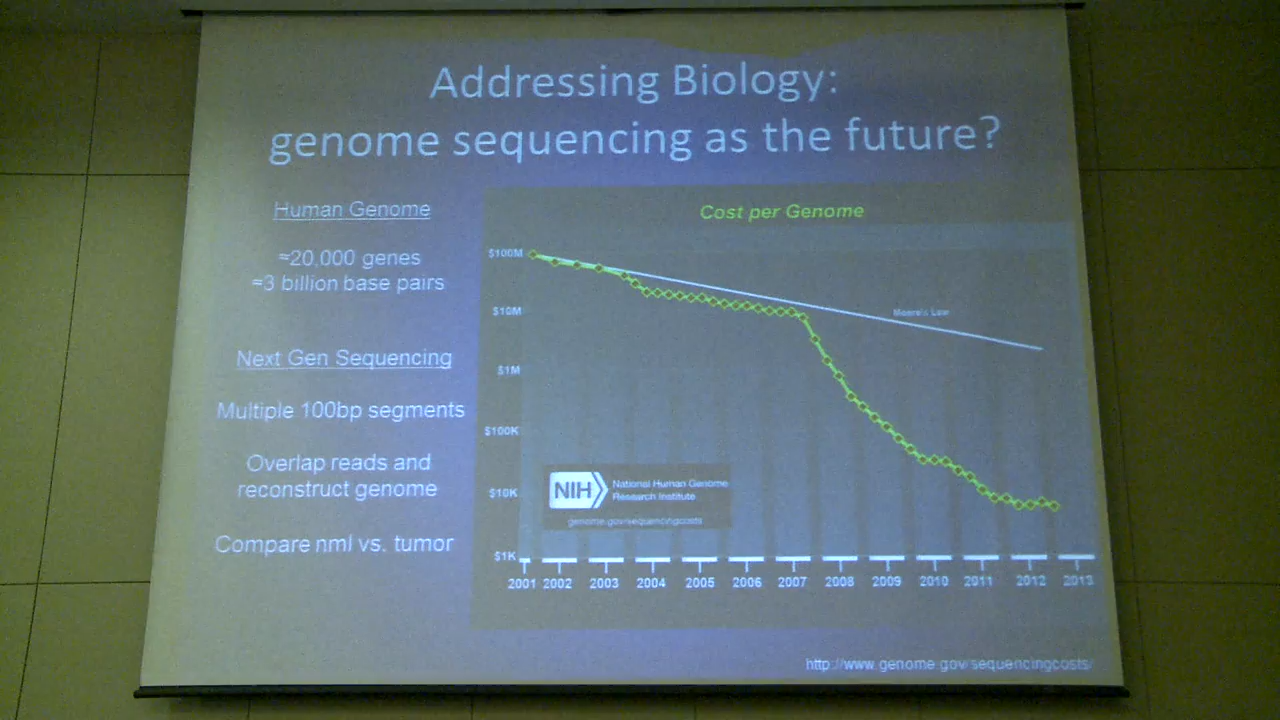 Addressing Biology:
genome sequencing as the future?
Human Genome
≈20,000 genes
≈3 billion base pairs
Next Gen Sequencing
Multiple 100bp segments
Overlap reads and
reconstruct genome
Compare nml vs. tumor
Cost per Genome
$100M
$10M
$1M
$100K
$10K
$1K
Moore's Law
NIH
National Human Genome
Research Institute
genome.gov/sequencingcosts
2001 2002 2003 2004 2005 2006 2007 2008 2009 2010 2011 2012 2013
http://www.genome.gov/sequencingcosts/